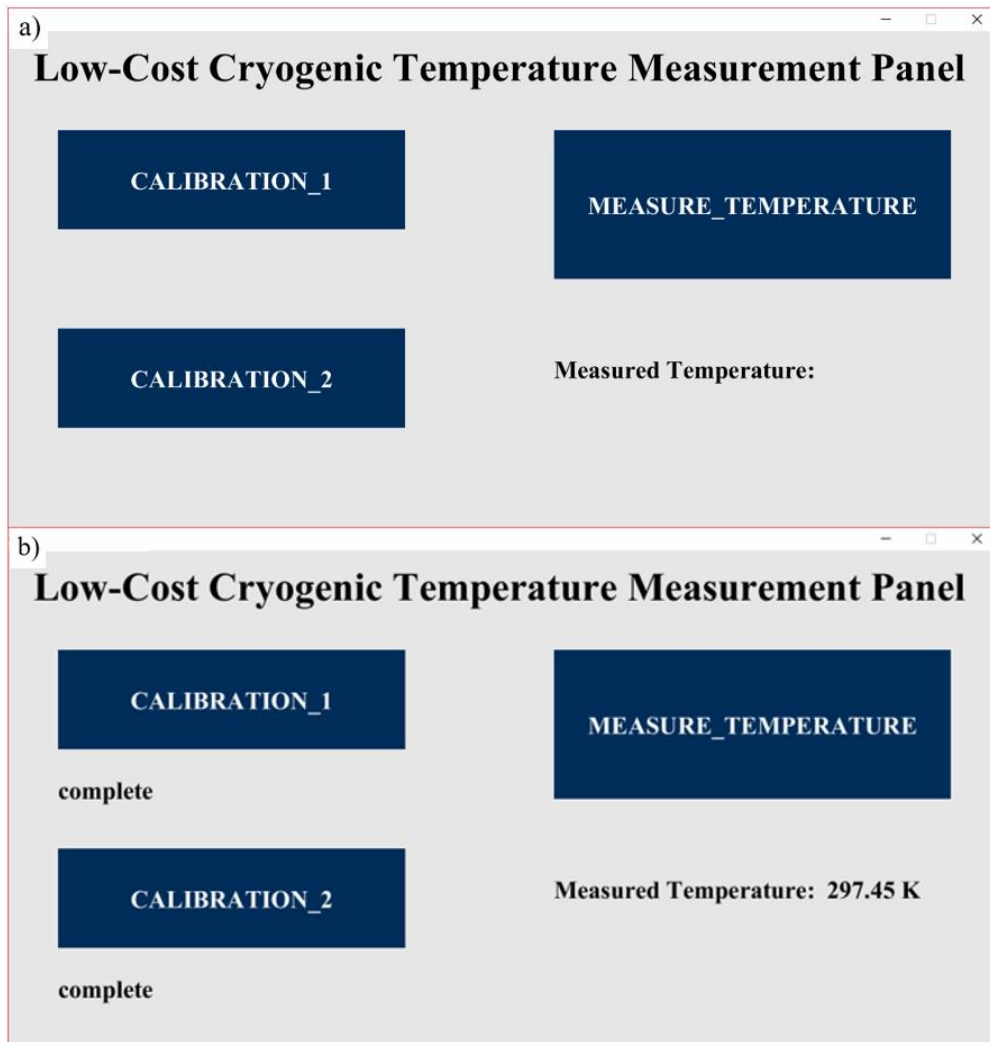 a)
Low-Cost Cryogenic Temperature Measurement Panel
CALIBRATION_1
MEASURE_TEMPERATURE
CALIBRATION_2
Measured Temperature:
b)
Low-Cost Cryogenic Temperature Measurement Panel
CALIBRATION_1
MEASURE_TEMPERATURE
complete
CALIBRATION_2
Measured Temperature: 297.45 K
complete